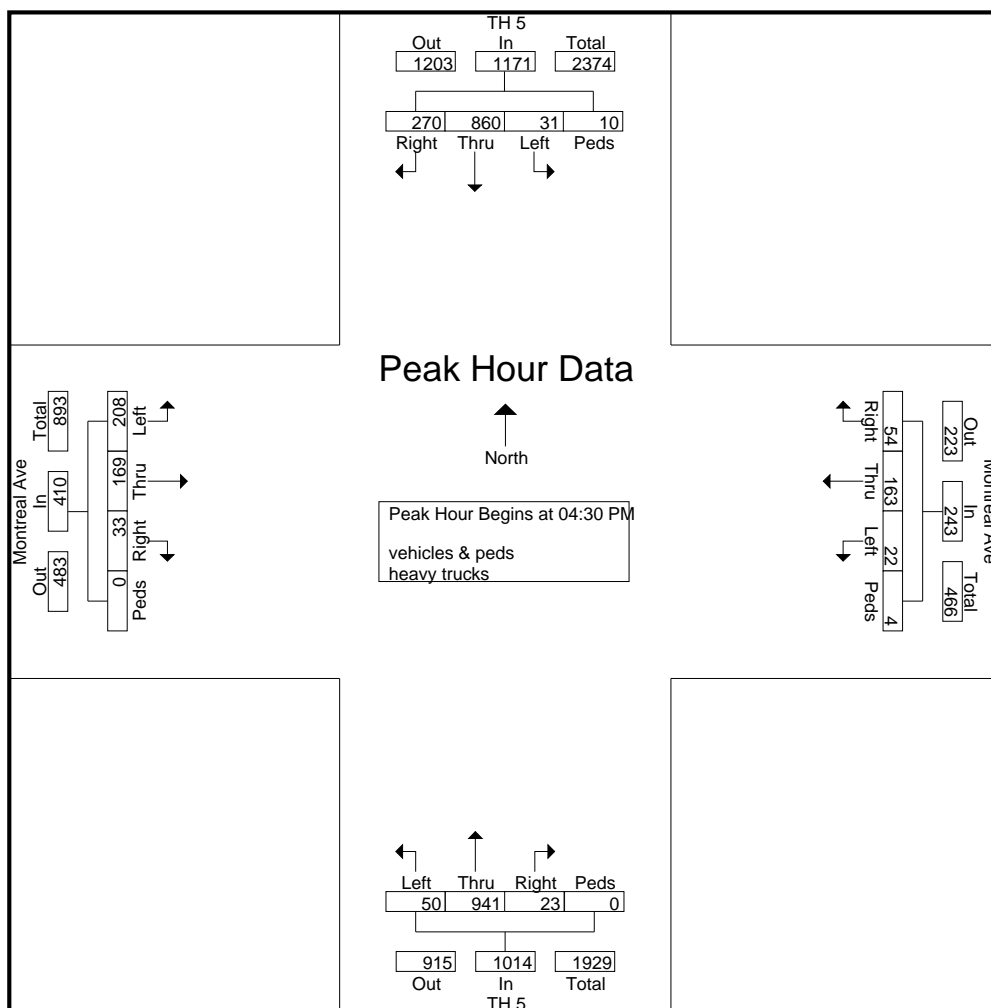 TH 5
Out In Total
1203 1171 2374
270 860 31 10
Right Thru Left Peds
Peak Hour Data
North
Peak Hour Begins at 04:30 PM
vehicles & peds
heavy trucks
Montreal Ave
Out In Total
483 410 893
Left Thru Right Peds
208 169 33 0
Montreal Ave
Out In Total
223 243 466
Right Thru Left Peds
54 163 22 4
Left Thru Right Peds
50 941 23 0
915 1014 1929
Out In Total
TH 5